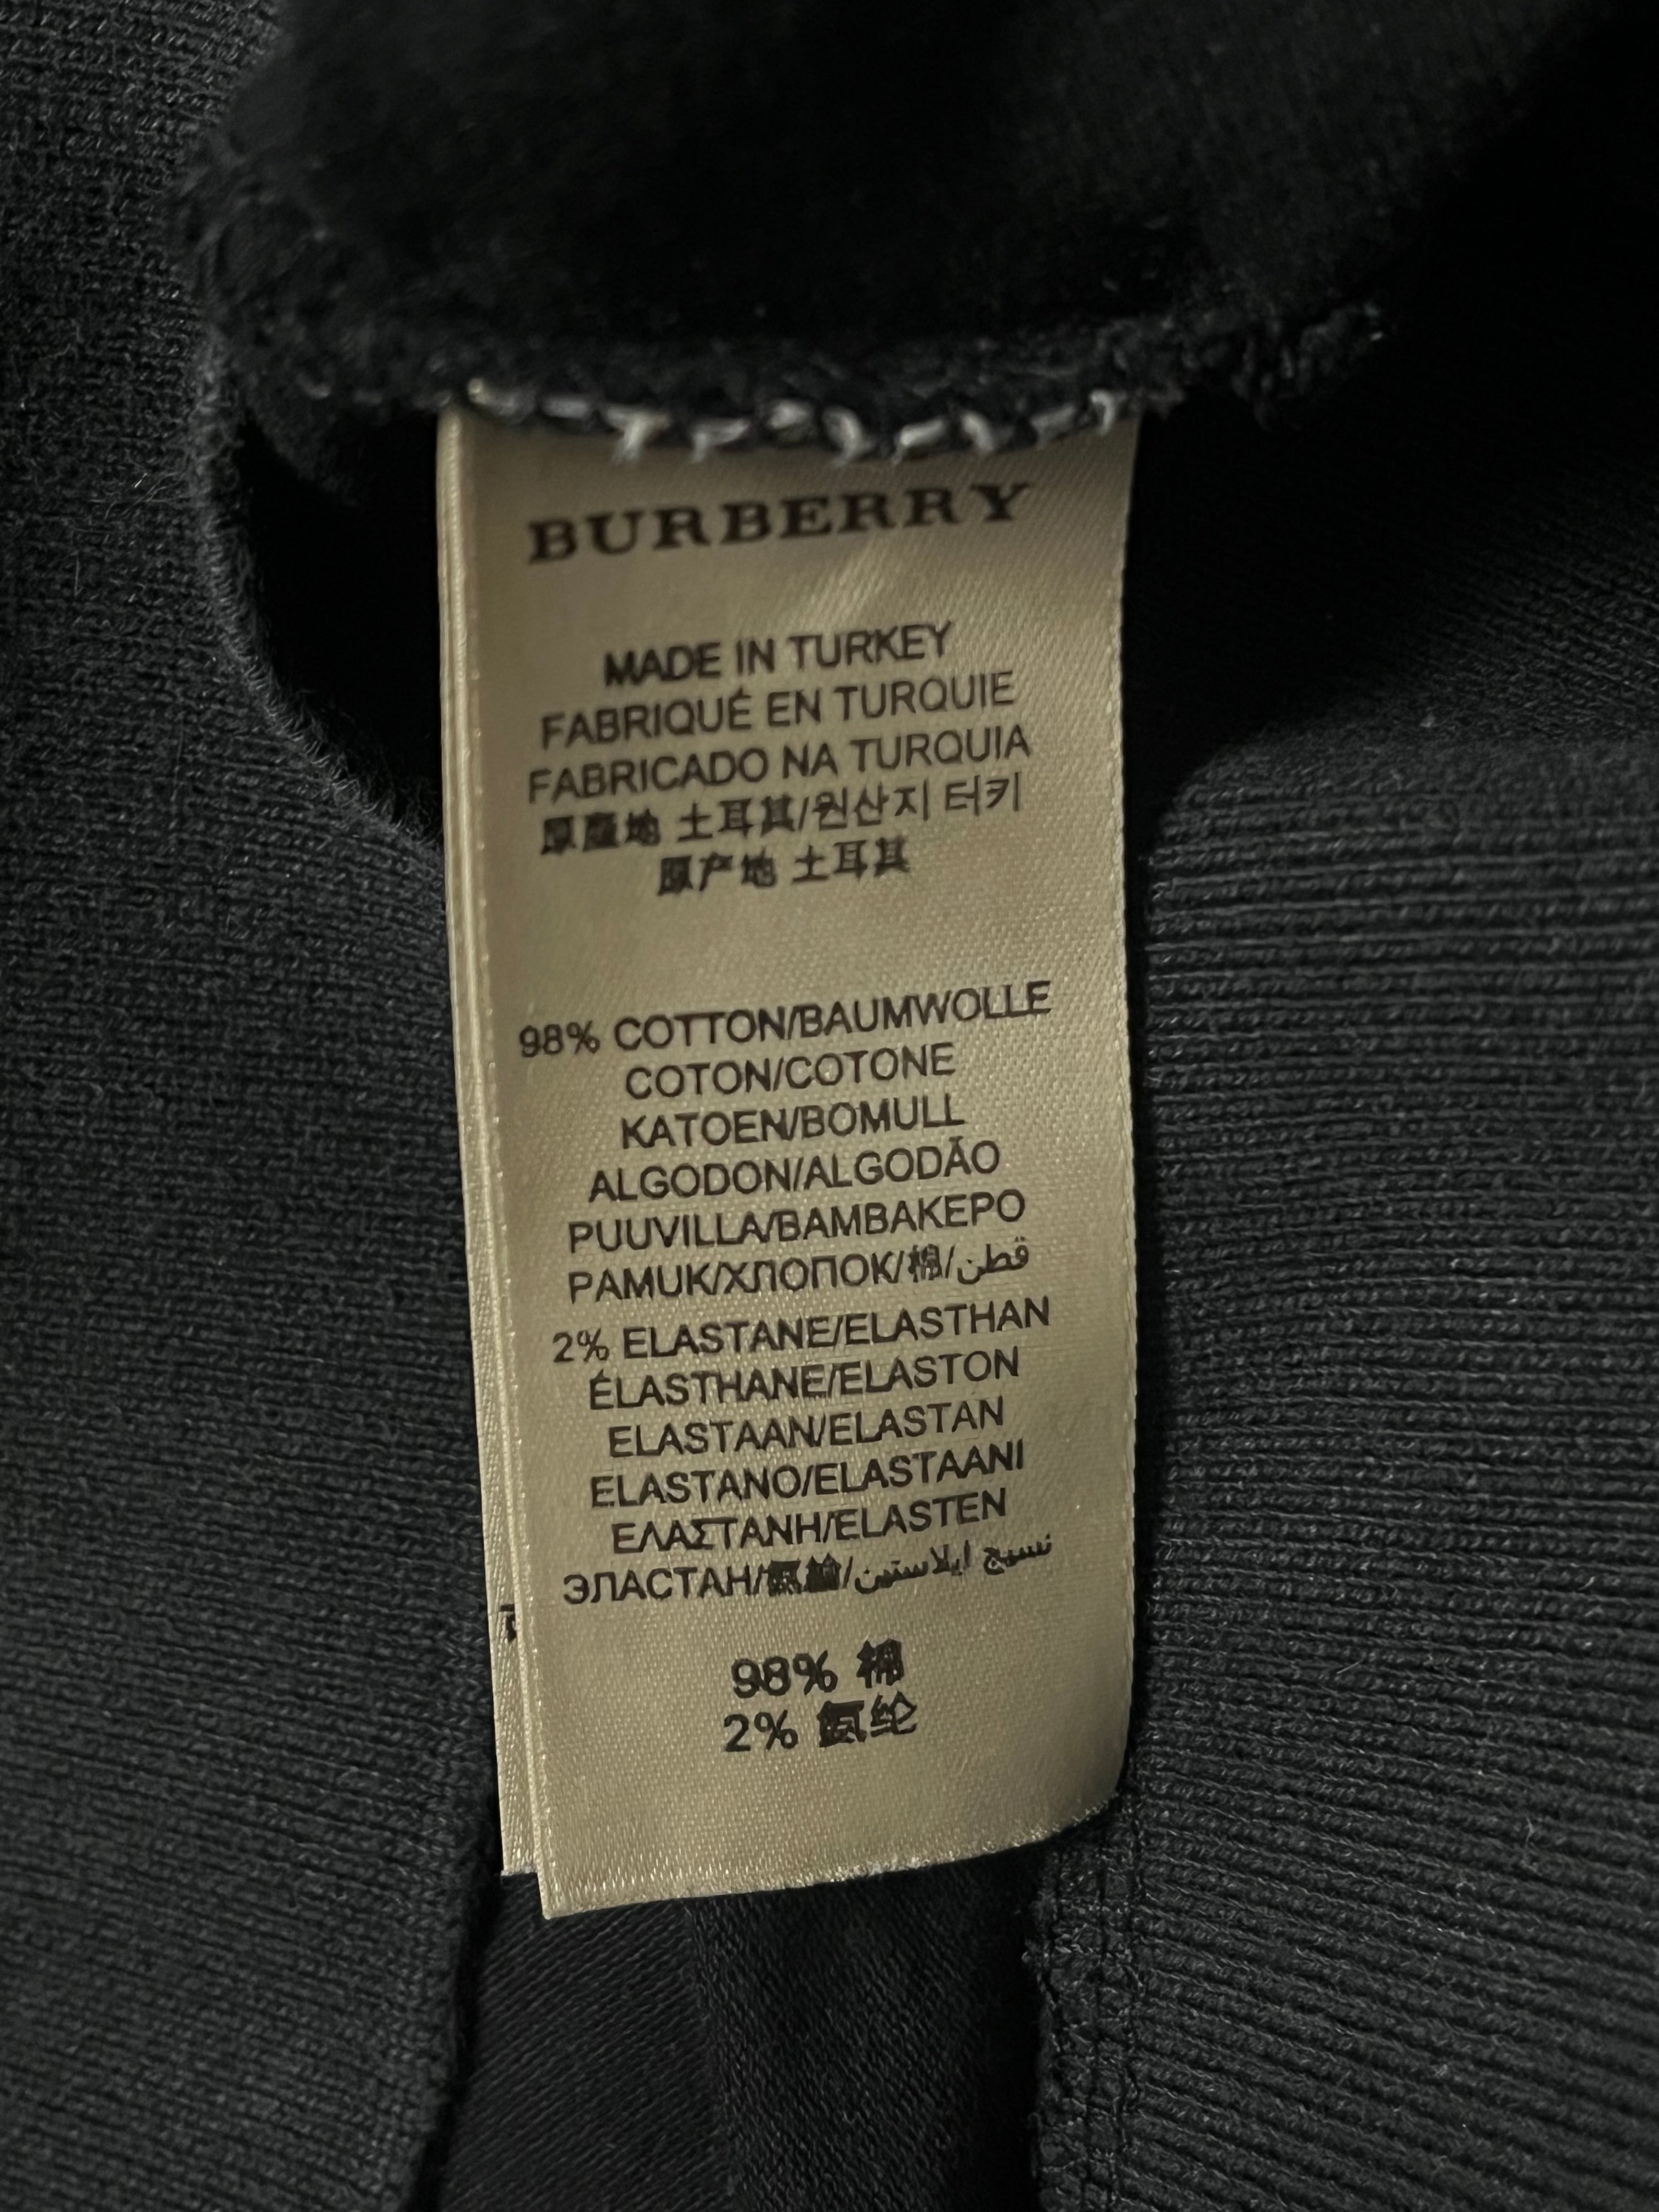 BURBERRY
MADE IN TURKEY
FABRIQUÉ EN TURQUIE
FABRICADO NA TURQUIA
原產地 土耳其/원산지 터키
原产地 土耳其
98% COTTON/BAUMWOLLE
COTON/COTONE
KATOEN/BOMULL
ALGODON/ALGODÃO
PUUVILLA/ΒΑΜΒΑΚΕΡΟ
PAMUK/ХЛОПОК/棉/قطن
2% ELASTANE/ELASTHAN
ÉLASTHANE/ELASTON
ELASTAAN/ELASTAN
ELASTANO/ELASTAANI
ΕΛΑΣΤΑΝΗ/ELASTEN
ЭЛАСТАН/氨綸/نسيج ايلاستين
98% 棉
2% 氨纶